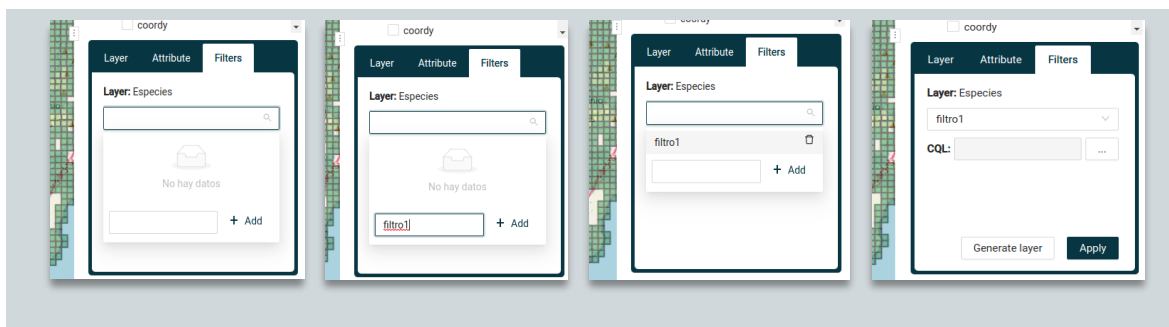 coordy
Layer Attribute Filters
Layer: Especies
No hay datos
+ Add
coordy
Layer Attribute Filters
Layer: Especies
No hay datos
filtro1
+ Add
coordy
Layer Attribute Filters
Layer: Especies
filtro1
+ Add
coordy
Layer Attribute Filters
Layer: Especies
filtro1
CQL: ...
Generate layer Apply